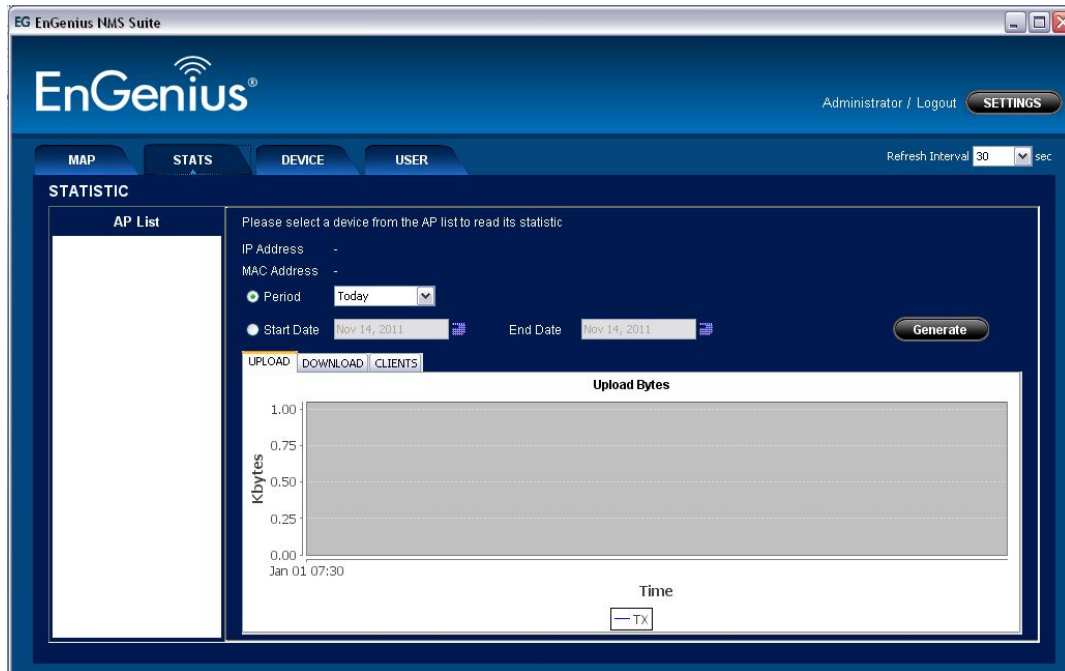 EG EnGenius NMS Suite
EnGenius®
Administrator / Logout SETTINGS
MAP STATS DEVICE USER Refresh Interval 30 sec
STATISTIC
AP List
Please select a device from the AP list to read its statistic
IP Address -
MAC Address -
Period Today
Start Date Nov 14, 2011 End Date Nov 14, 2011 Generate
UPLOAD DOWNLOAD CLIENTS
Upload Bytes
1.00
0.75
0.50
0.25
0.00
Kbytes
Jan 01 07:30
Time
TX